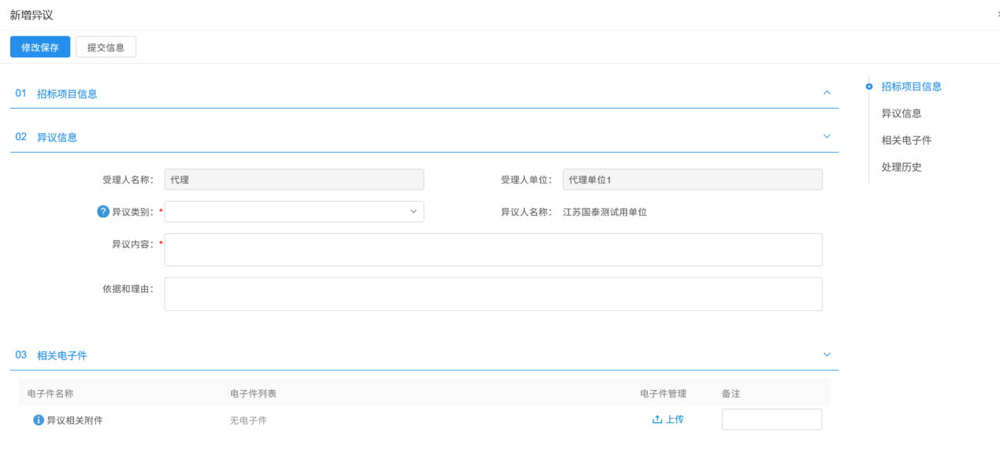 新增异议
修改保存 提交信息
01 招标项目信息
02 异议信息
受理人名称： 代理 受理人单位： 代理单位1
? 异议类别：* 异议人名称： 江苏国泰测试用单位
异议内容：*
依据和理由：
03 相关电子件
电子件名称 电子件列表 电子件管理 备注
异议相关附件 无电子件 上传
招标项目信息
异议信息
相关电子件
处理历史